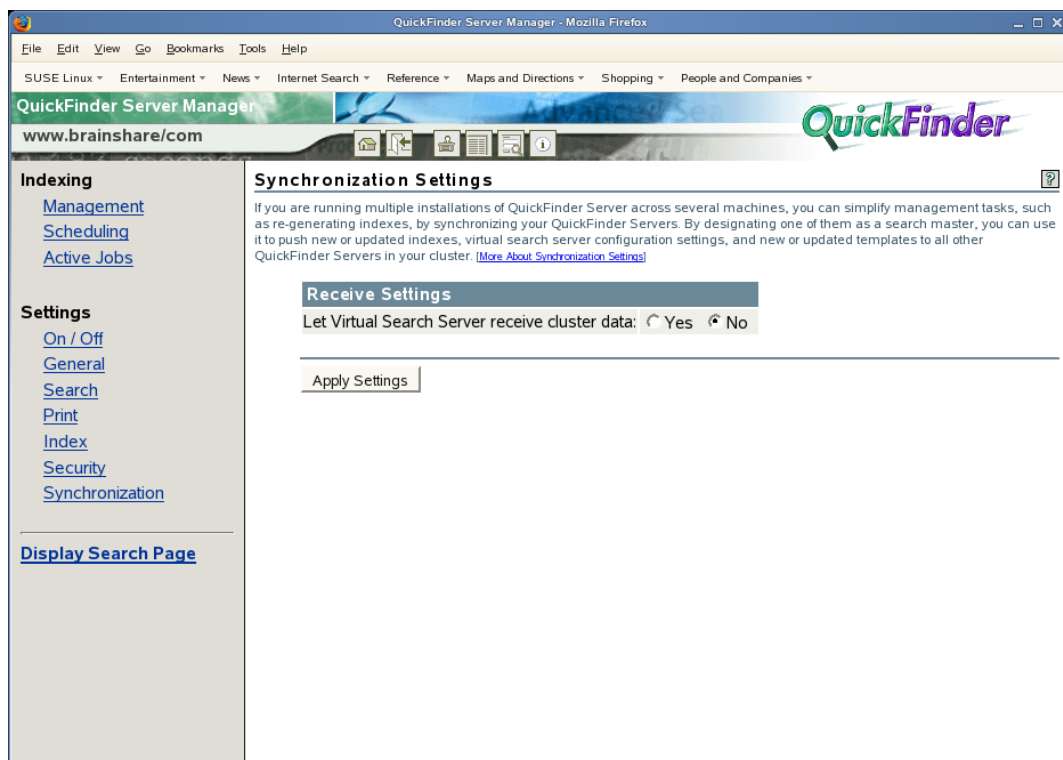 QuickFinder Server Manager - Mozilla Firefox
File Edit View Go Bookmarks Tools Help
SUSE Linux Entertainment News Internet Search Reference Maps and Directions Shopping People and Companies
QuickFinder Server Manager
Advanced Se
QuickFinder
www.brainshare/com
Indexing
Management
Scheduling
Active Jobs
Settings
On / Off
General
Search
Print
Index
Security
Synchronization
Display Search Page
Synchronization Settings
?
If you are running multiple installations of QuickFinder Server across several machines, you can simplify management tasks, such
as re-generating indexes, by synchronizing your QuickFinder Servers. By designating one of them as a search master, you can use
it to push new or updated indexes, virtual search server configuration settings, and new or updated templates to all other
QuickFinder Servers in your cluster. [More About Synchronization Settings]
Receive Settings
Let Virtual Search Server receive cluster data: Yes No
Apply Settings